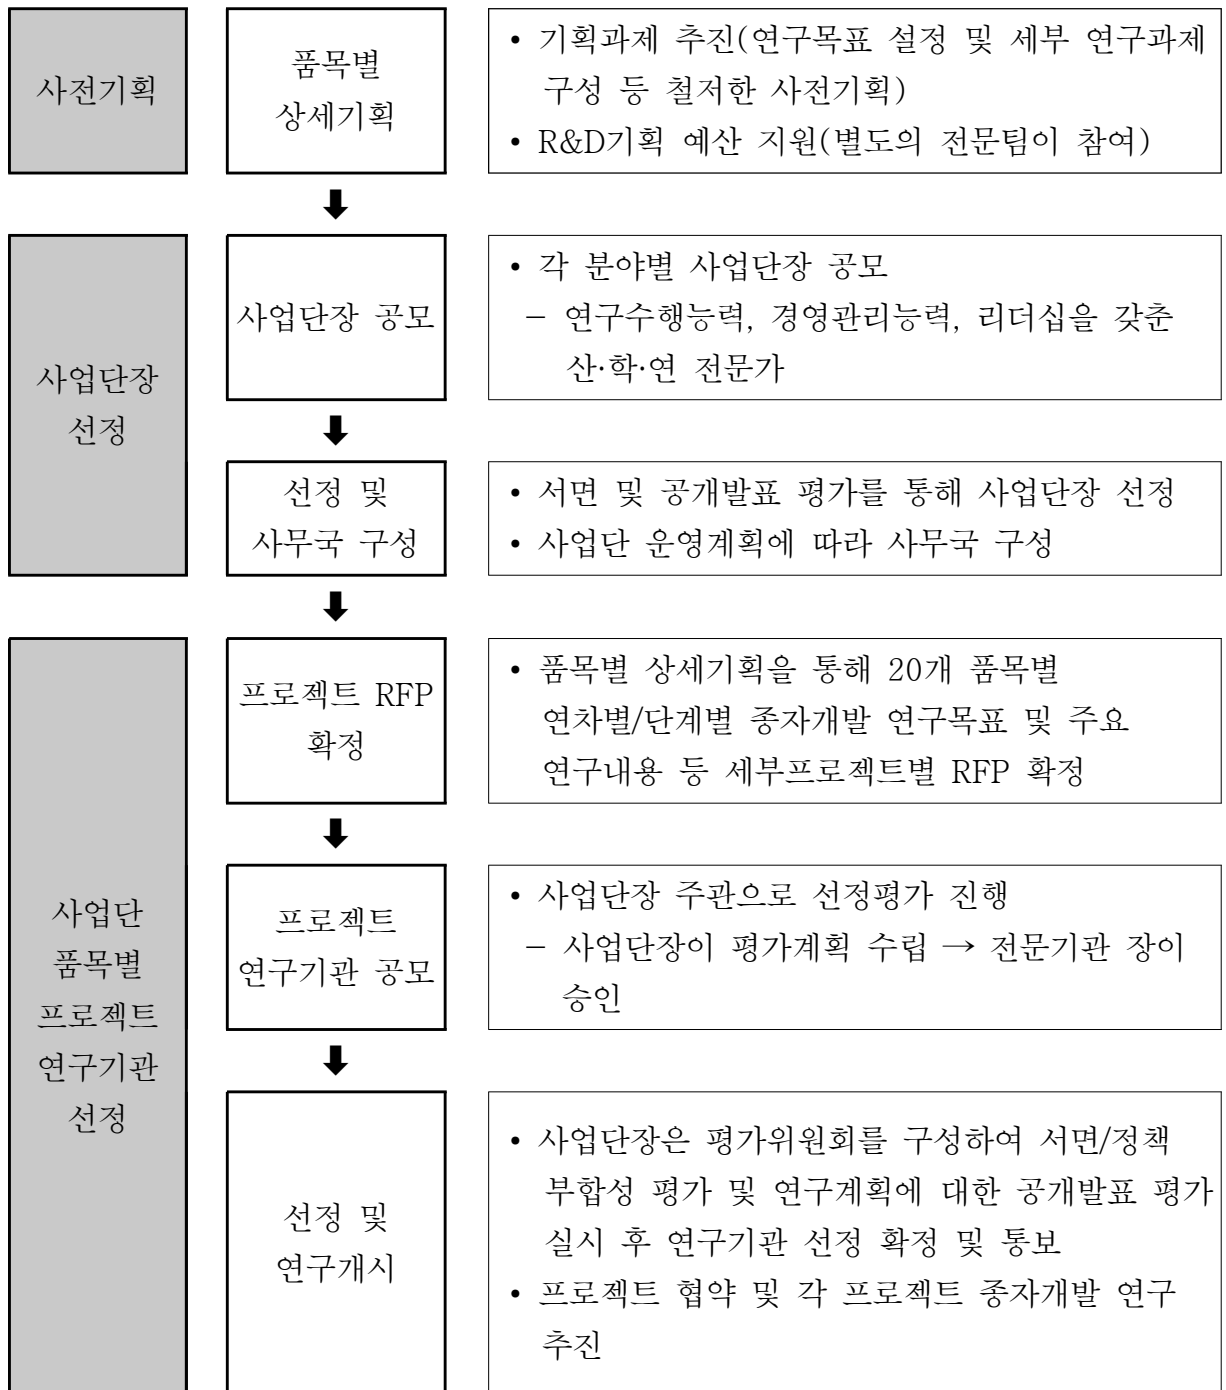 사전기획
품목별
상세기획
• 기획과제 추진(연구목표 설정 및 세부 연구과제
구성 등 철저한 사전기획)
• R&D기획 예산 지원(별도의 전문팀이 참여)
사업단장
선정
사업단장 공모
• 각 분야별 사업단장 공모
- 연구수행능력, 경영관리능력, 리더십을 갖춘
산·학·연 전문가
선정 및
사무국 구성
• 서면 및 공개발표 평가를 통해 사업단장 선정
• 사업단 운영계획에 따라 사무국 구성
사업단
품목별
프로젝트
연구기관
선정
프로젝트 RFP
확정
• 품목별 상세기획을 통해 20개 품목별
연차별/단계별 종자개발 연구목표 및 주요
연구내용 등 세부프로젝트별 RFP 확정
프로젝트
연구기관 공모
• 사업단장 주관으로 선정평가 진행
- 사업단장이 평가계획 수립 → 전문기관 장이
승인
선정 및
연구개시
• 사업단장은 평가위원회를 구성하여 서면/정책
부합성 평가 및 연구계획에 대한 공개발표 평가
실시 후 연구기관 선정 확정 및 통보
• 프로젝트 협약 및 각 프로젝트 종자개발 연구
추진